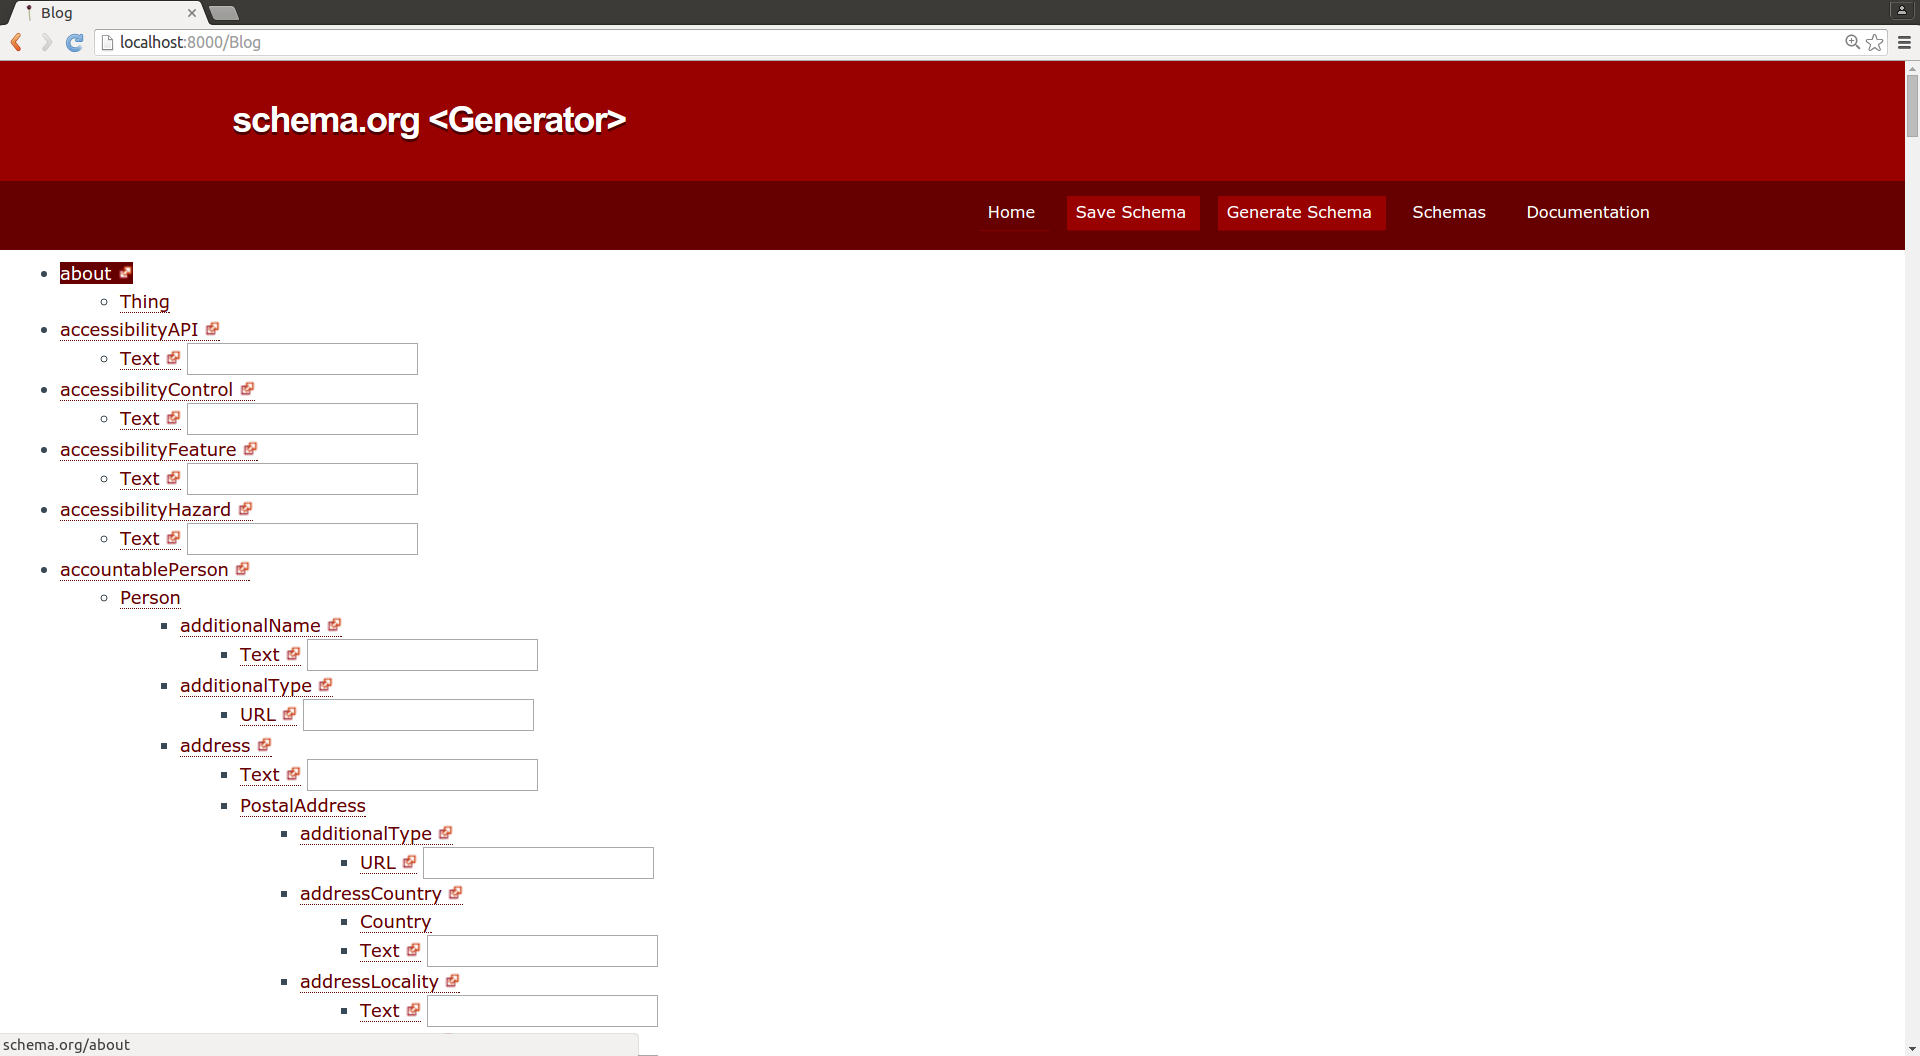 Blog
localhost:8000/Blog
schema.org <Generator>
Home Save Schema Generate Schema Schemas Documentation
about
Thing
accessibilityAPI
Text
accessibilityControl
Text
accessibilityFeature
Text
accessibilityHazard
Text
accountablePerson
Person
additionalName
Text
additionalType
URL
address
Text
PostalAddress
additionalType
URL
addressCountry
Country
Text
addressLocality
Text
schema.org/about